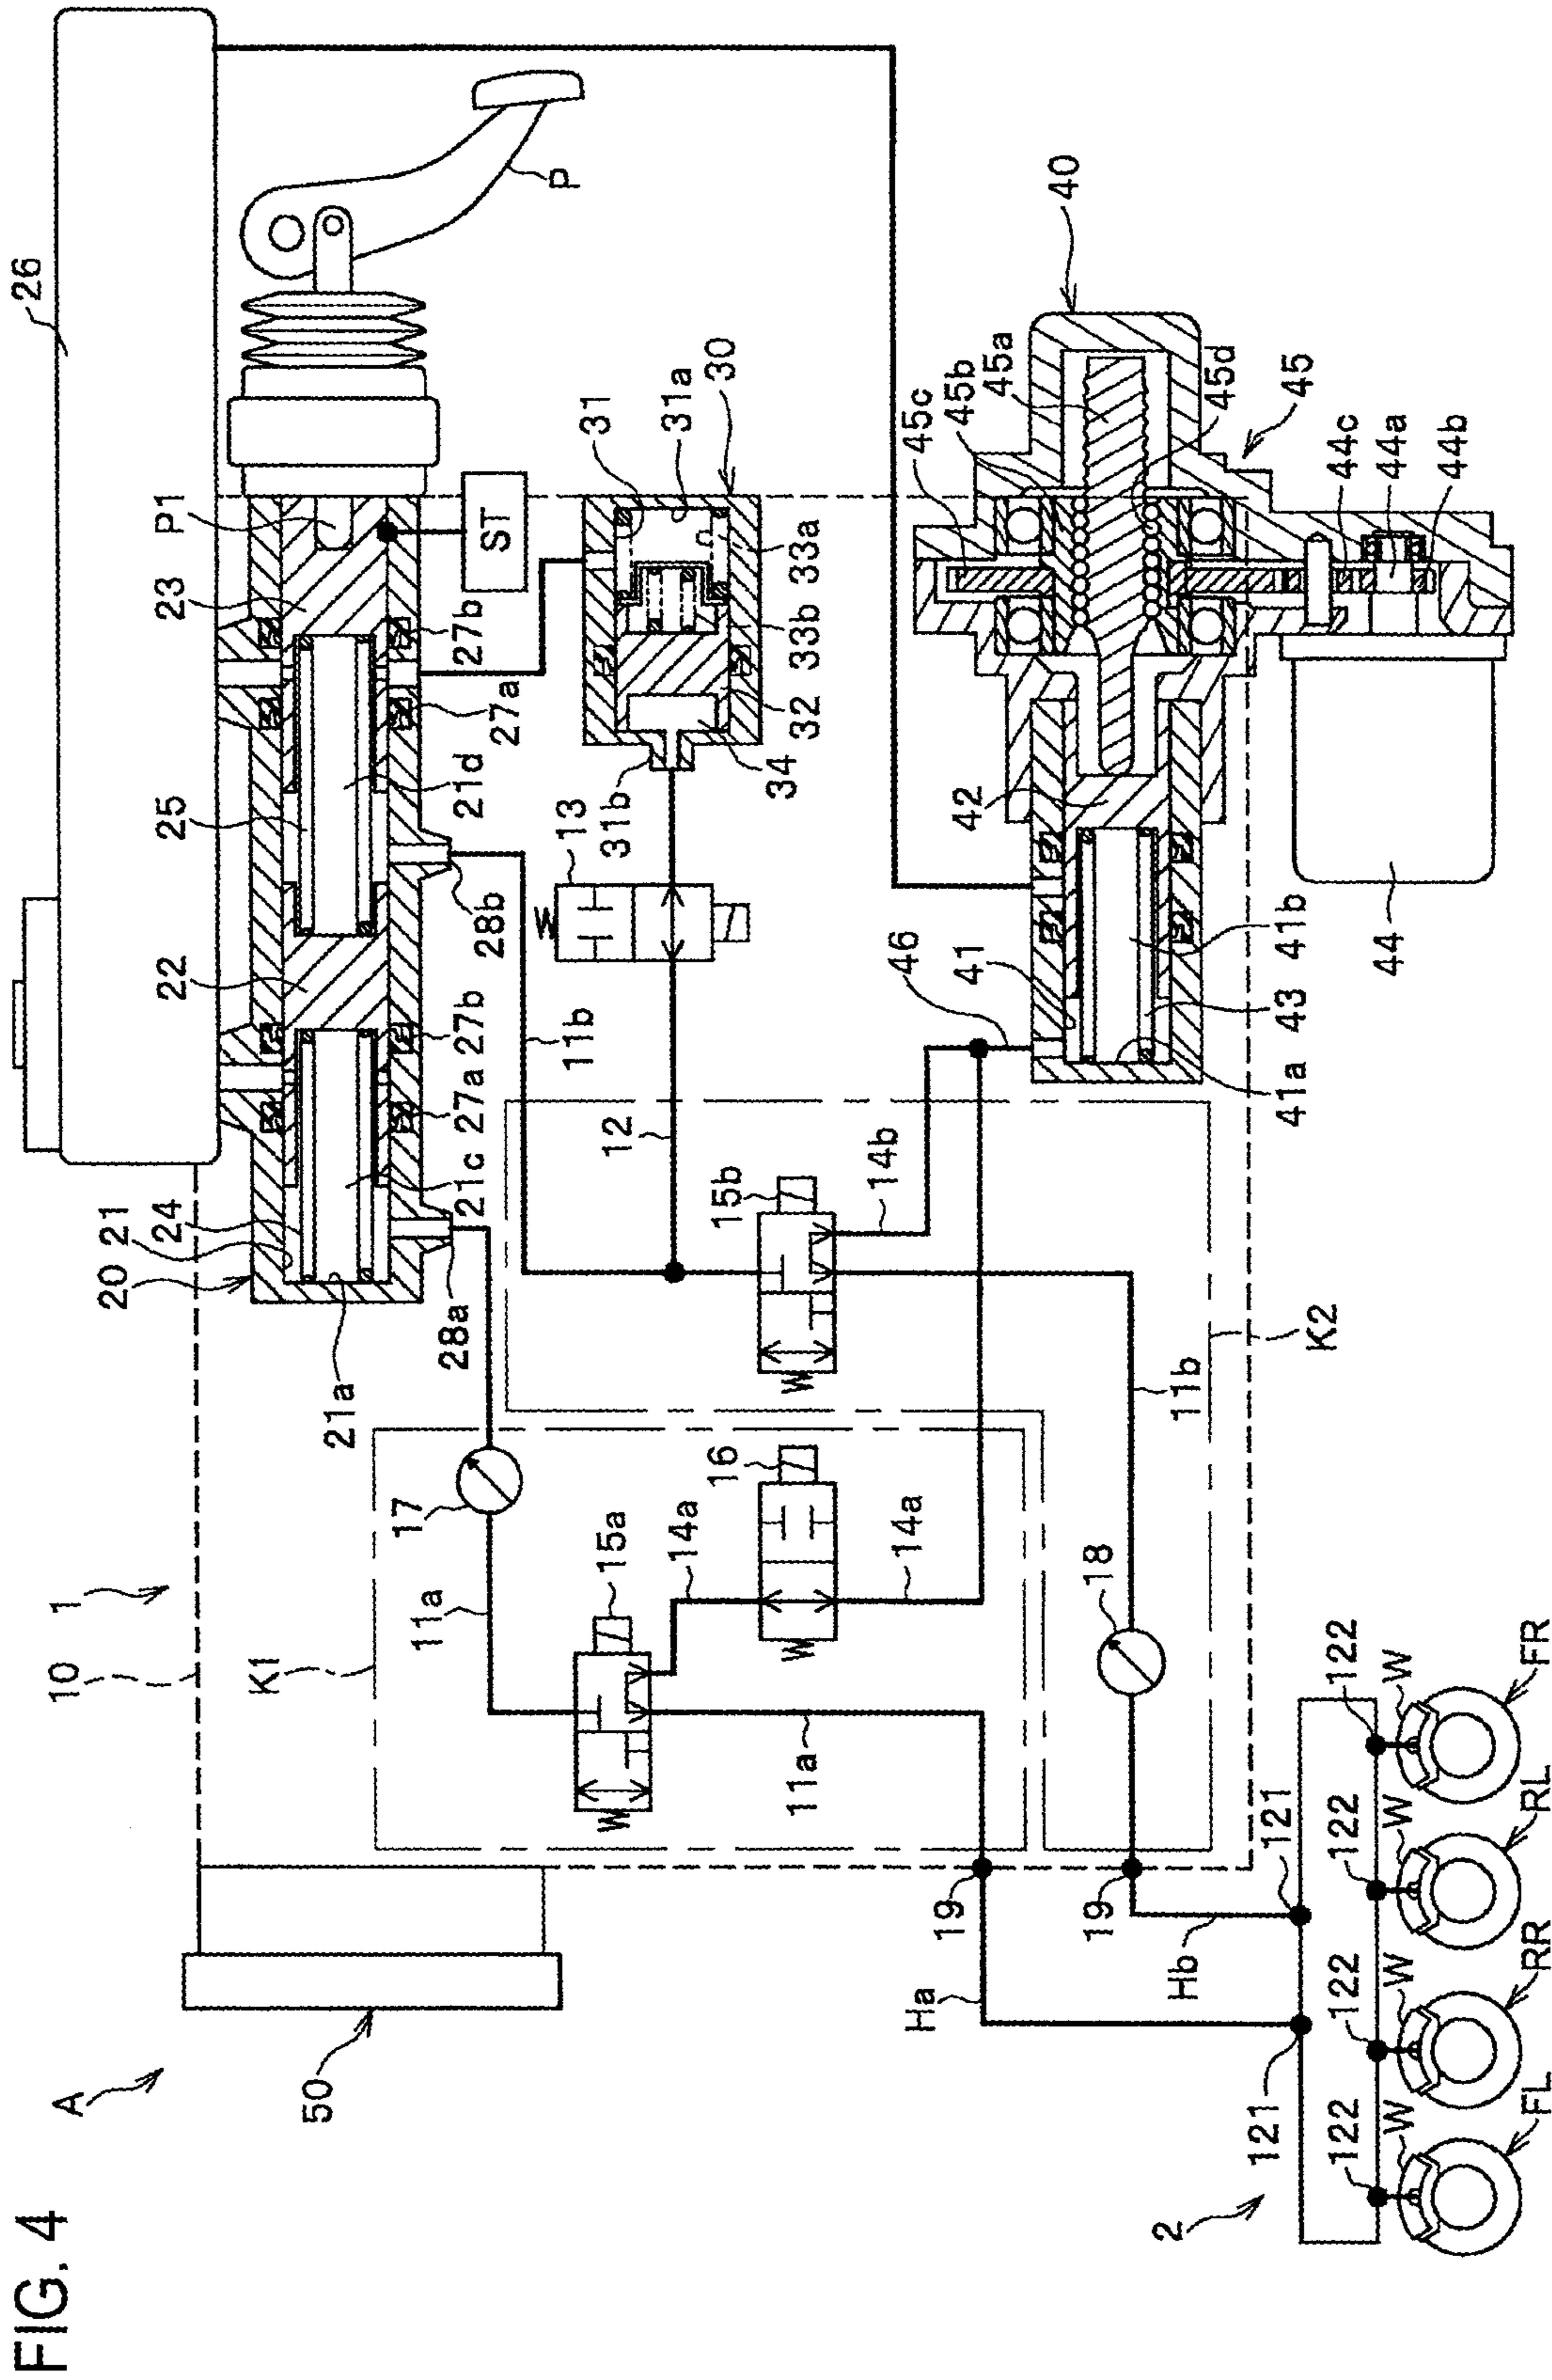 FIG. 4
26
A
10
1
20
21
24
22
25
23
P1
K1
50
21a
17
11a
28a
21c
27a
27b
28b
21d
27a
27b
ST
P
11b
13
15a
12
31b
31
14a
31a
16
15b
30
34
32
33b
33a
11a
14b
14a
46
Ha
45c
19
41
42
45b
45a
40
19
18
2
Hb
11b
45d
121
121
41a
43
41b
45
K2
122
122
122
122
44
44c
44a
44b
W
W
W
W
FL
RR
RL
FR